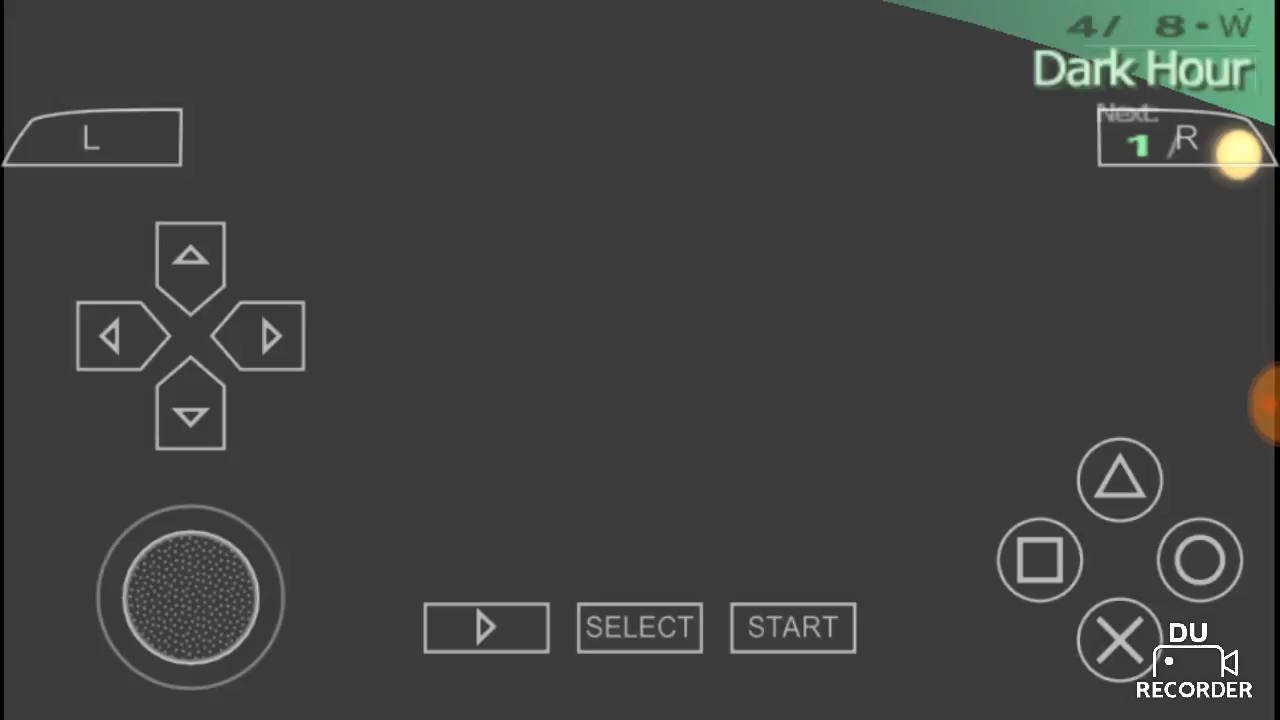 4/ 8・W
Dark Hour
Next:
1 /
L
R
SELECT
START
DU
RECORDER